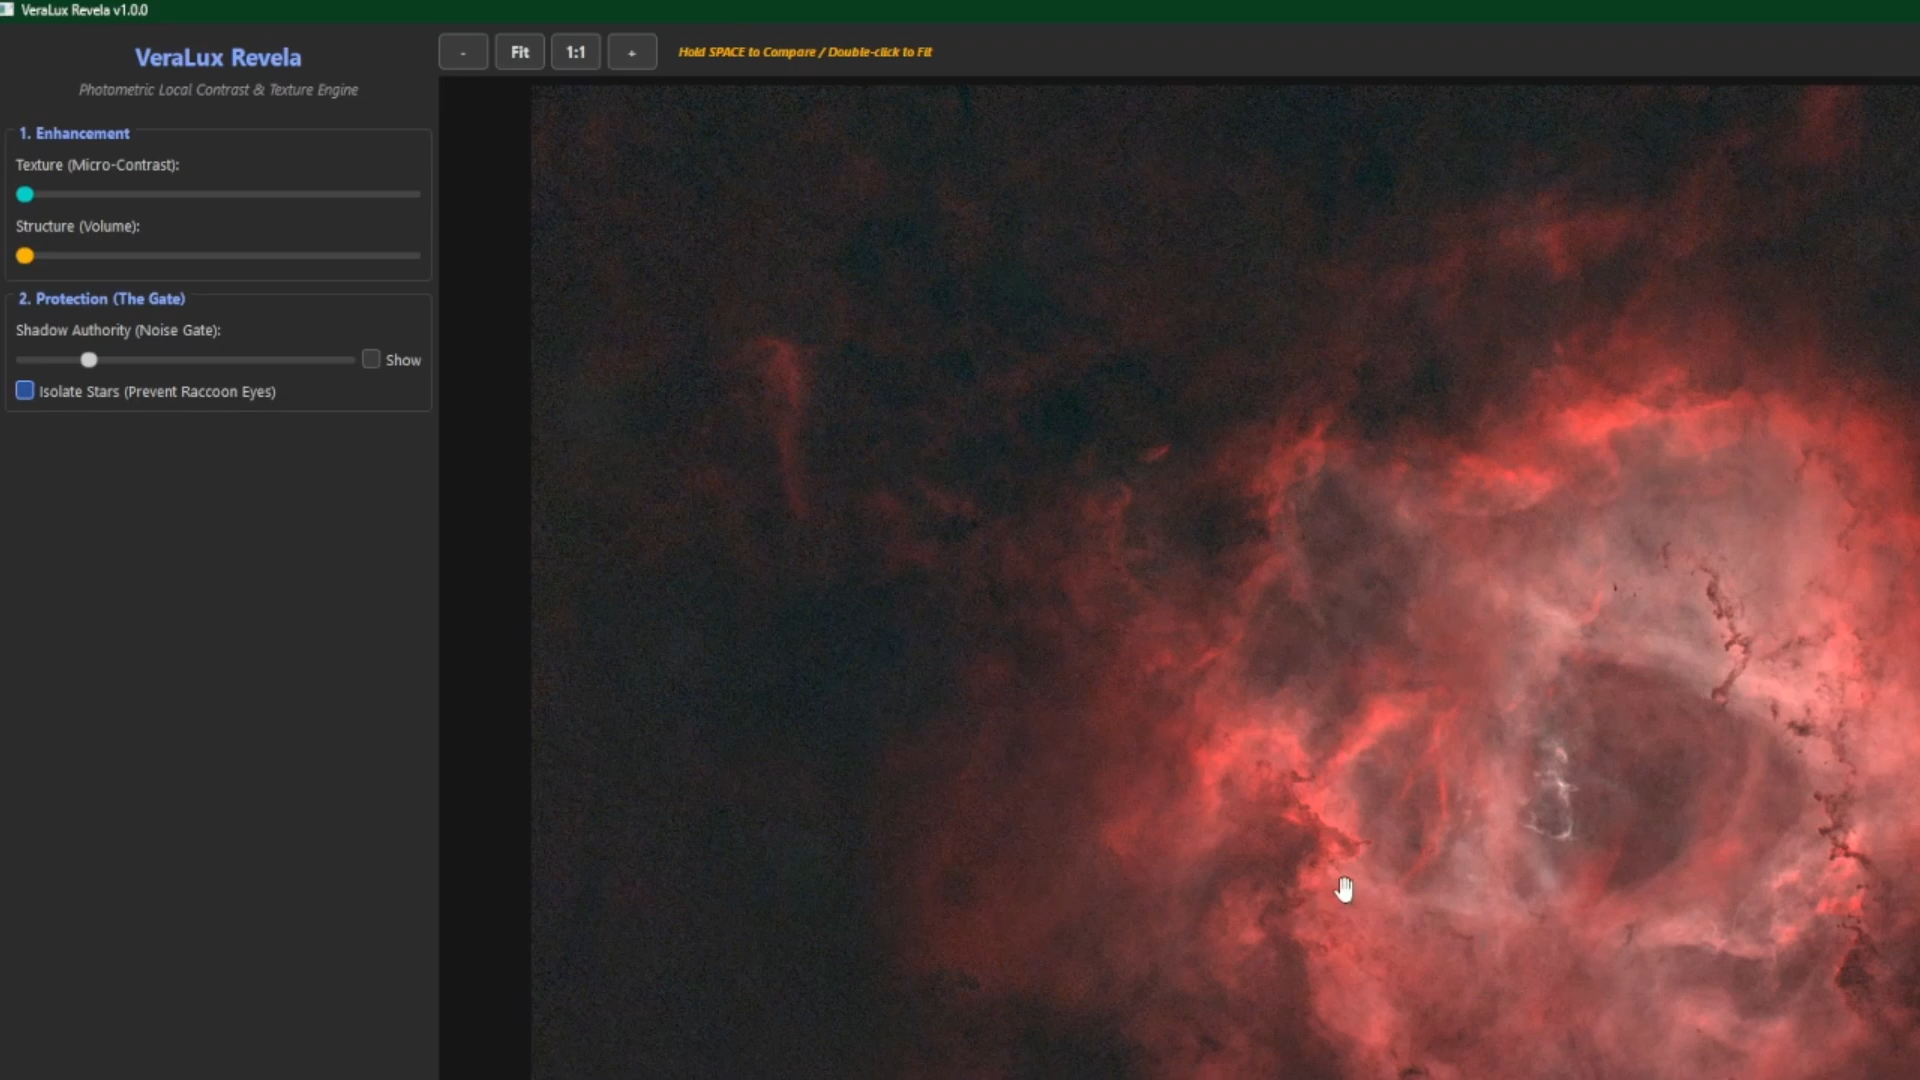 VeraLux Revela v1.0.0
VeraLux Revela
Photometric Local Contrast & Texture Engine
- Fit 1:1 + Hold SPACE to Compare / Double-click to Fit
1. Enhancement
Texture (Micro-Contrast):
Structure (Volume):
2. Protection (The Gate)
Shadow Authority (Noise Gate):
Show
Isolate Stars (Prevent Raccoon Eyes)